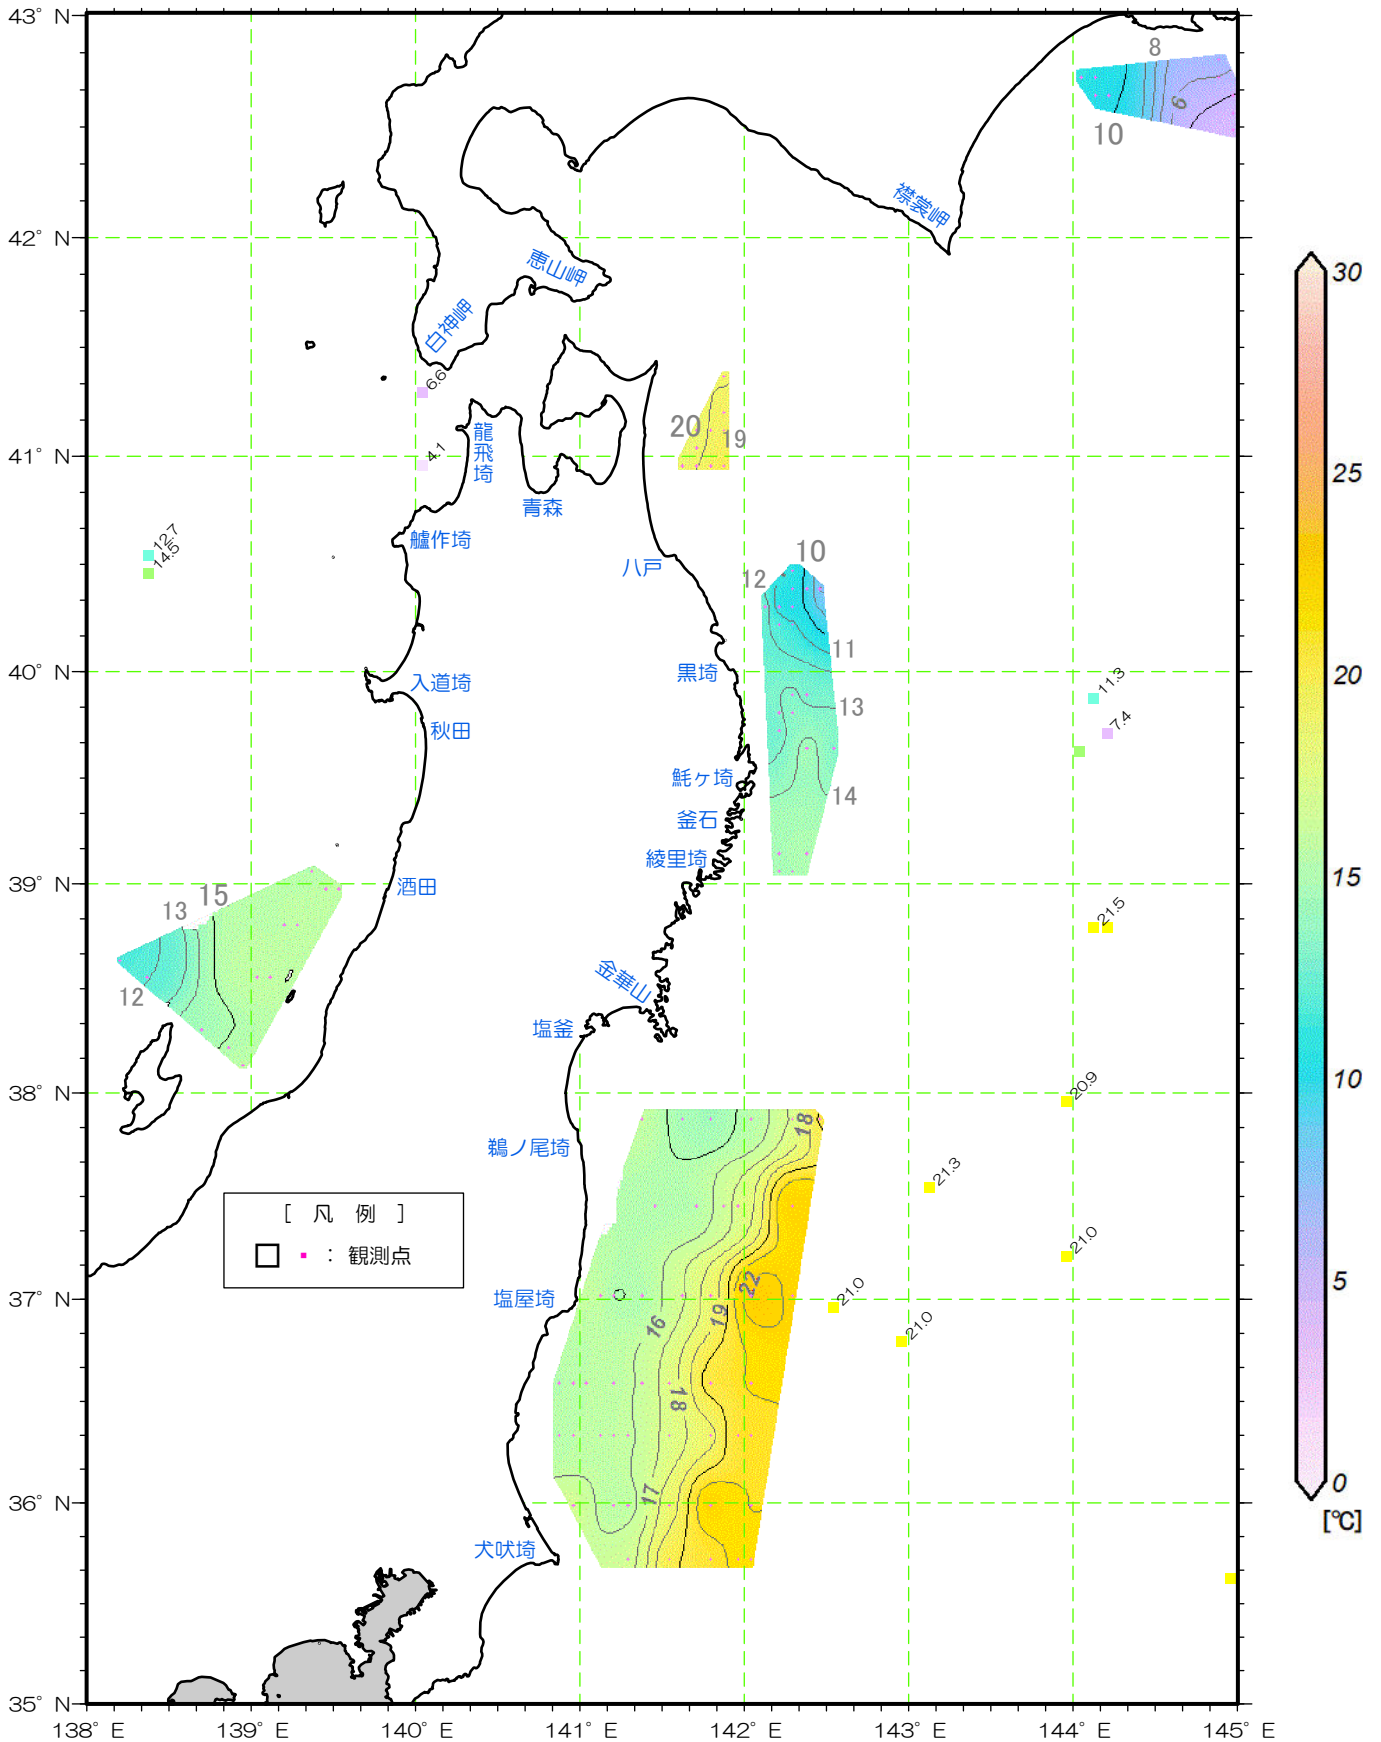 43° N
8
6
10
襟裳岬
42° N
恵山岬
白神岬
30
6.6
20
19
41° N
4.1
龍飛埼
25
青森
12.7
14.5
艫作埼
八戸
10
12
11
40° N
入道埼
黒埼
20
11.3
13
7.4
秋田
魹ヶ埼
14
釜石
綾里埼
39° N
酒田
15
15
13
21.5
12
金華山
塩釜
38° N
20.9
10
18
鵜ノ尾埼
21.3
[ 凡 例 ]
: 観測点
21.0
5
22
37° N
塩屋埼
21.0
19
16
21.0
18
17
0
36° N
[℃]
犬吠埼
35° N
138° E
139° E
140° E
141° E
142° E
143° E
144° E
145° E